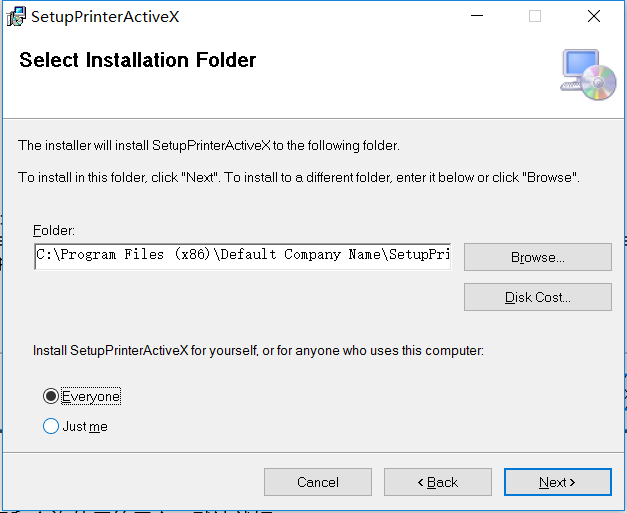 SetupPrinterActiveX
Select Installation Folder
The installer will install SetupPrinterActiveX to the following folder.
To install in this folder, click "Next". To install to a different folder, enter it below or click "Browse".
Folder:
C:\Program Files (x86)\Default Company Name\SetupPri
Browse...
Disk Cost...
Install SetupPrinterActiveX for yourself, or for anyone who uses this computer:
Everyone
Just me
Cancel
< Back
Next >